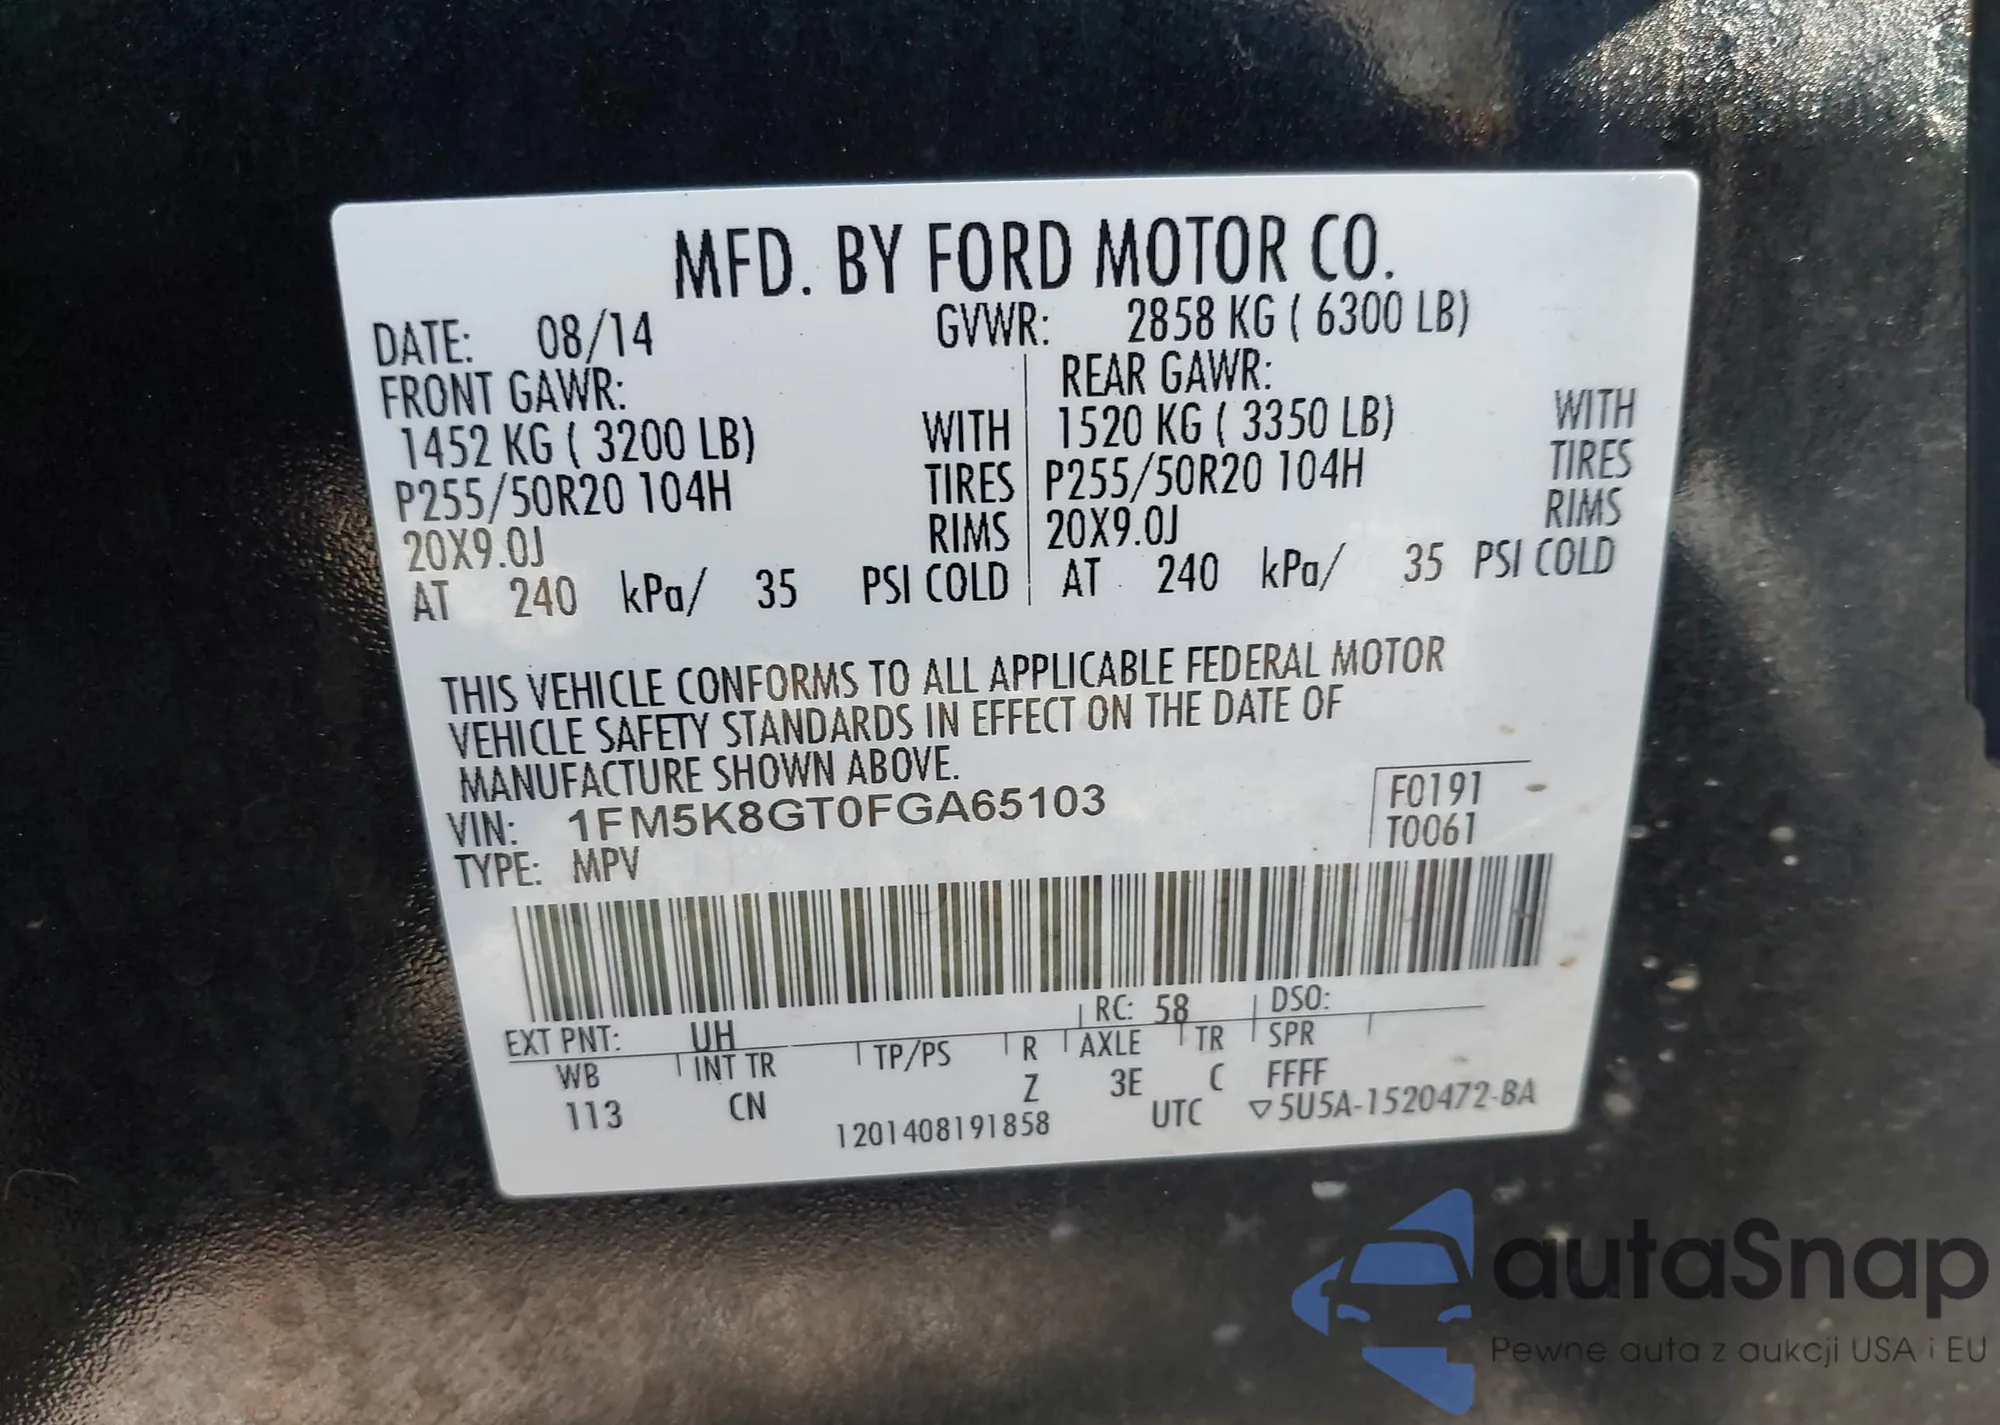 MFD. BY FORD MOTOR CO.
DATE: 08/14 GVWR: 2858 KG ( 6300 LB)
FRONT GAWR: REAR GAWR:
1452 KG ( 3200 LB) WITH 1520 KG ( 3350 LB) WITH
P255/50R20 104H TIRES P255/50R20 104H TIRES
20X9.0J RIMS 20X9.0J RIMS
AT 240 kPa/ 35 PSI COLD AT 240 kPa/ 35 PSI COLD
THIS VEHICLE CONFORMS TO ALL APPLICABLE FEDERAL MOTOR
VEHICLE SAFETY STANDARDS IN EFFECT ON THE DATE OF
MANUFACTURE SHOWN ABOVE.
VIN: 1FM5K8GT0FGA65103 F0191
TYPE: MPV T0061
EXT PNT: UH RC: 58 DSO:
WB INT TR TP/PS R AXLE TR SPR
113 CN Z 3E C FFFF
1201408191858 UTC ▽5U5A-1520472-BA
autaSnap
Pewne auta z aukcji USA i EU